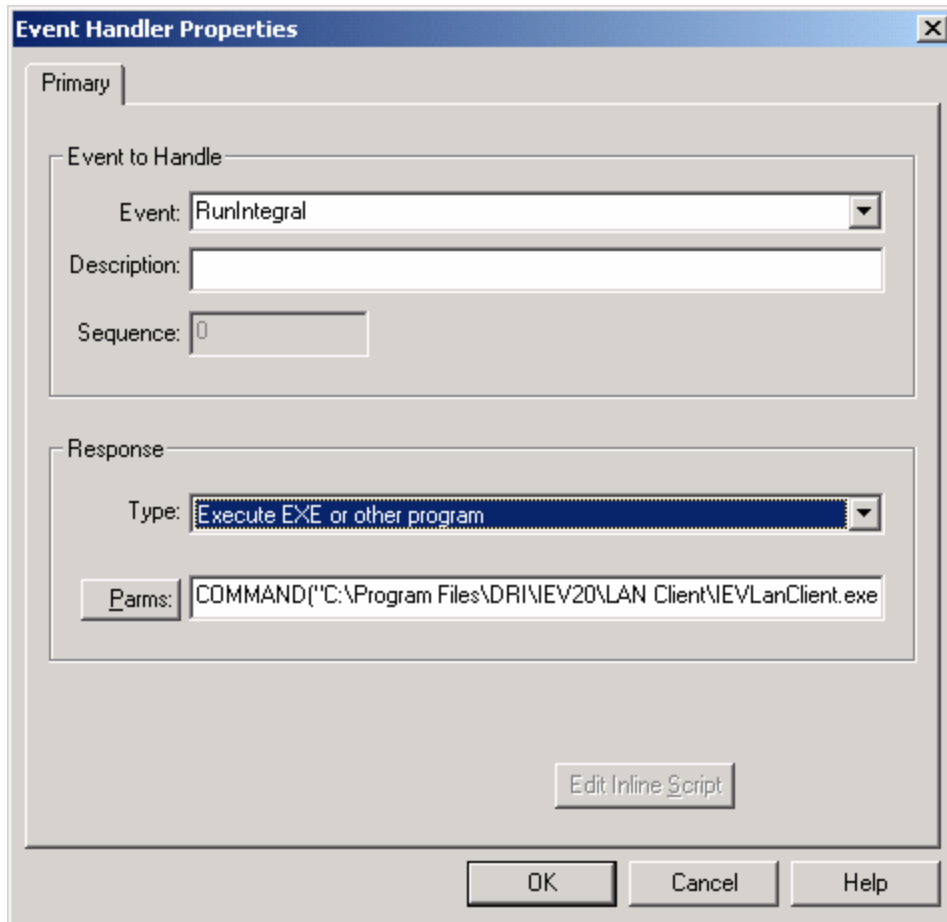 Event Handler Properties
Primary
Event to Handle
Event: RunIntegral
Description:
Sequence: 0
Response
Type: Execute EXE or other program
Parms: COMMAND("C:\Program Files\DRI\IEV20\LAN Client\IEVLanClient.exe
Edit Inline Script
OK Cancel Help